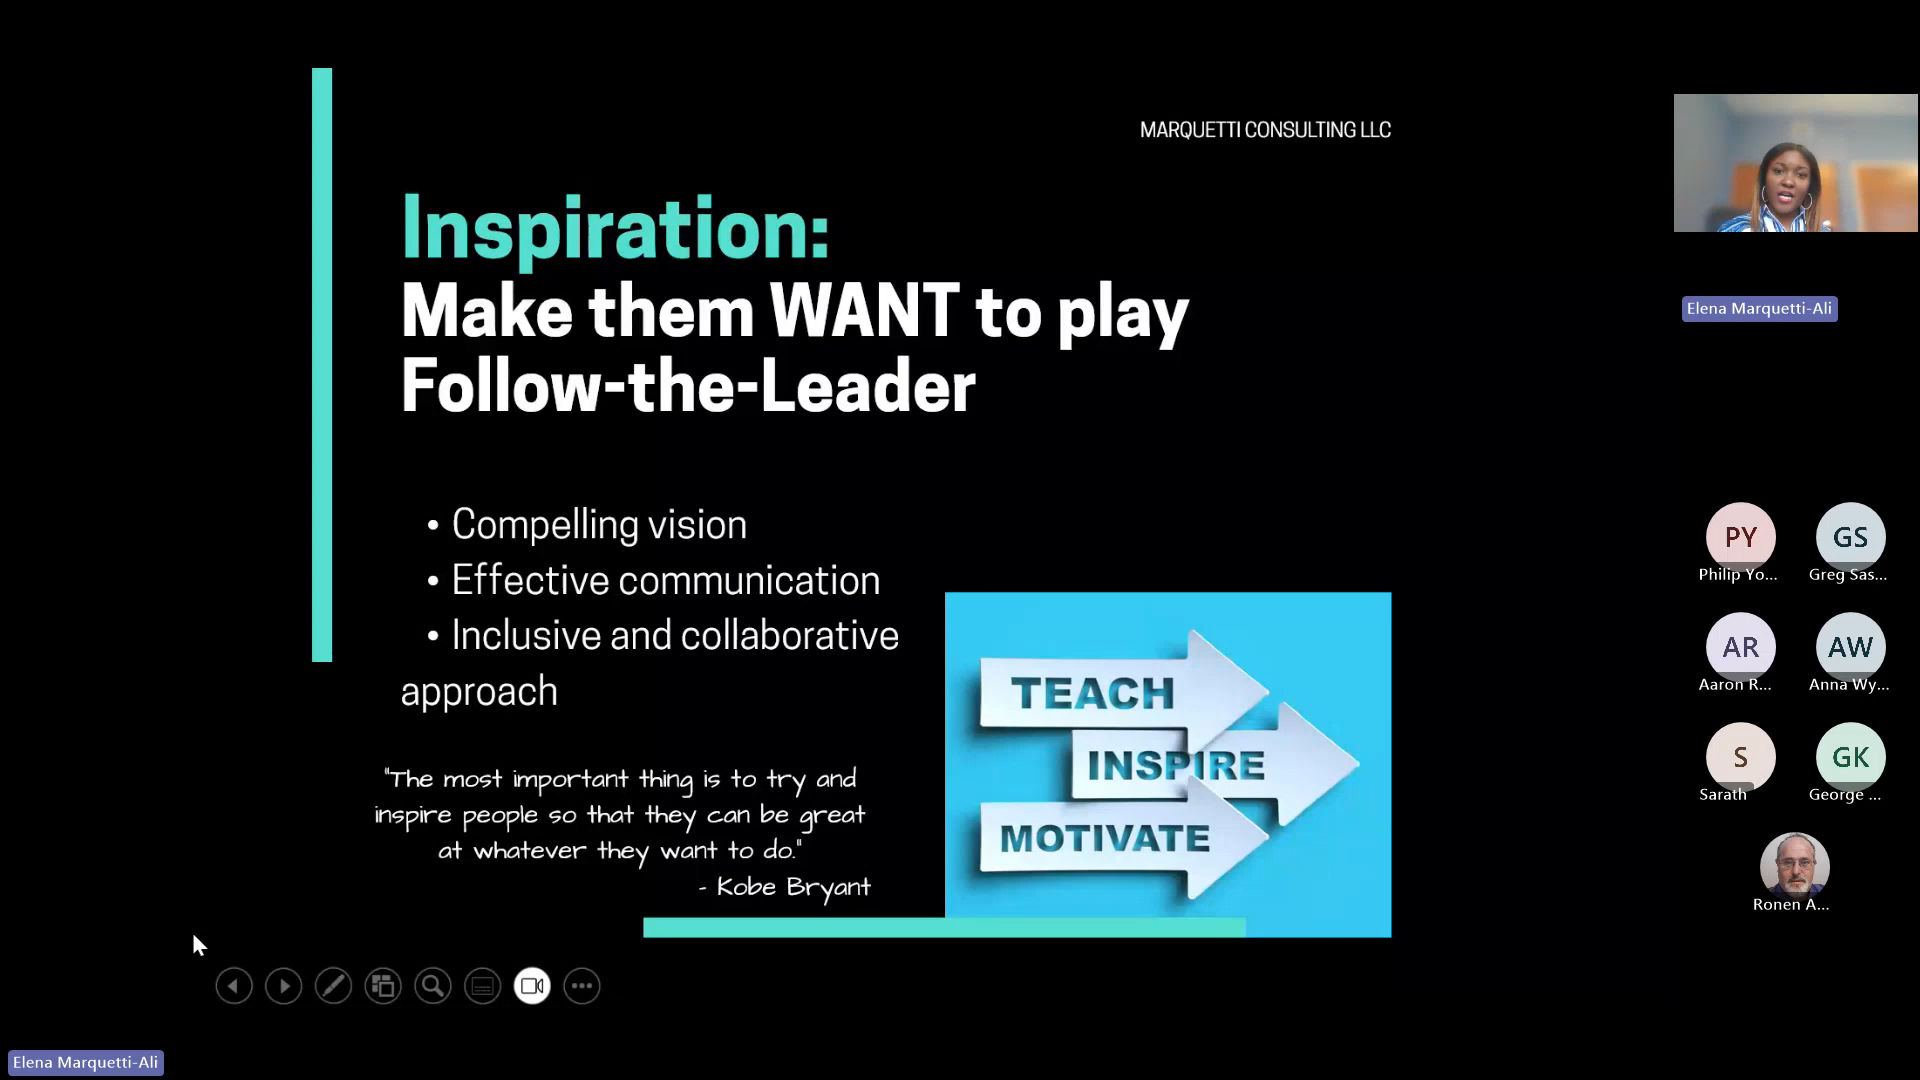 MARQUETTI CONSULTING LLC
Inspiration:
Make them WANT to play
Follow-the-Leader
• Compelling vision
• Effective communication
• Inclusive and collaborative
approach
"The most important thing is to try and
inspire people so that they can be great
at whatever they want to do."
- Kobe Bryant
TEACH
INSPIRE
MOTIVATE
Elena Marquetti-Ali
PY
GS
Philip Yo...
Greg Sas...
AR
AW
Aaron R...
Anna Wy...
S
GK
Sarath
George ...
Ronen A...
Elena Marquetti-Ali